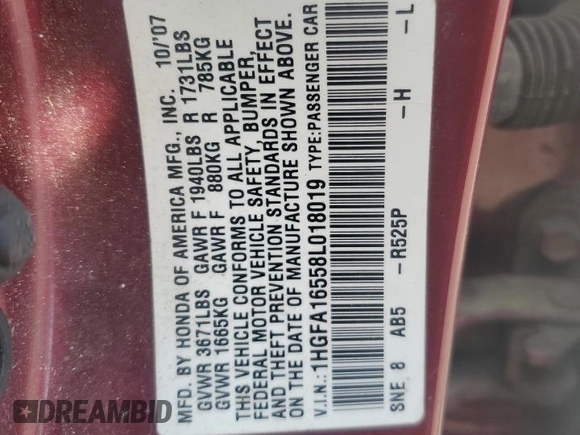 MFD. BY HONDA OF AMERICA MFG., INC. 10/'07
GVWR 3671LBS GAWR F 1940LBS R 1731LBS
GVWR 1665KG GAWR F 880KG R 785KG
THIS VEHICLE CONFORMS TO ALL APPLICABLE
FEDERAL MOTOR VEHICLE SAFETY, BUMPER,
AND THEFT PREVENTION STANDARDS IN EFFECT
ON THE DATE OF MANUFACTURE SHOWN ABOVE.
V.I.N.:1HGFA16558L018019 TYPE:PASSENGER CAR
SNE 8 AB5 -R525P -H -L
DREAMBID